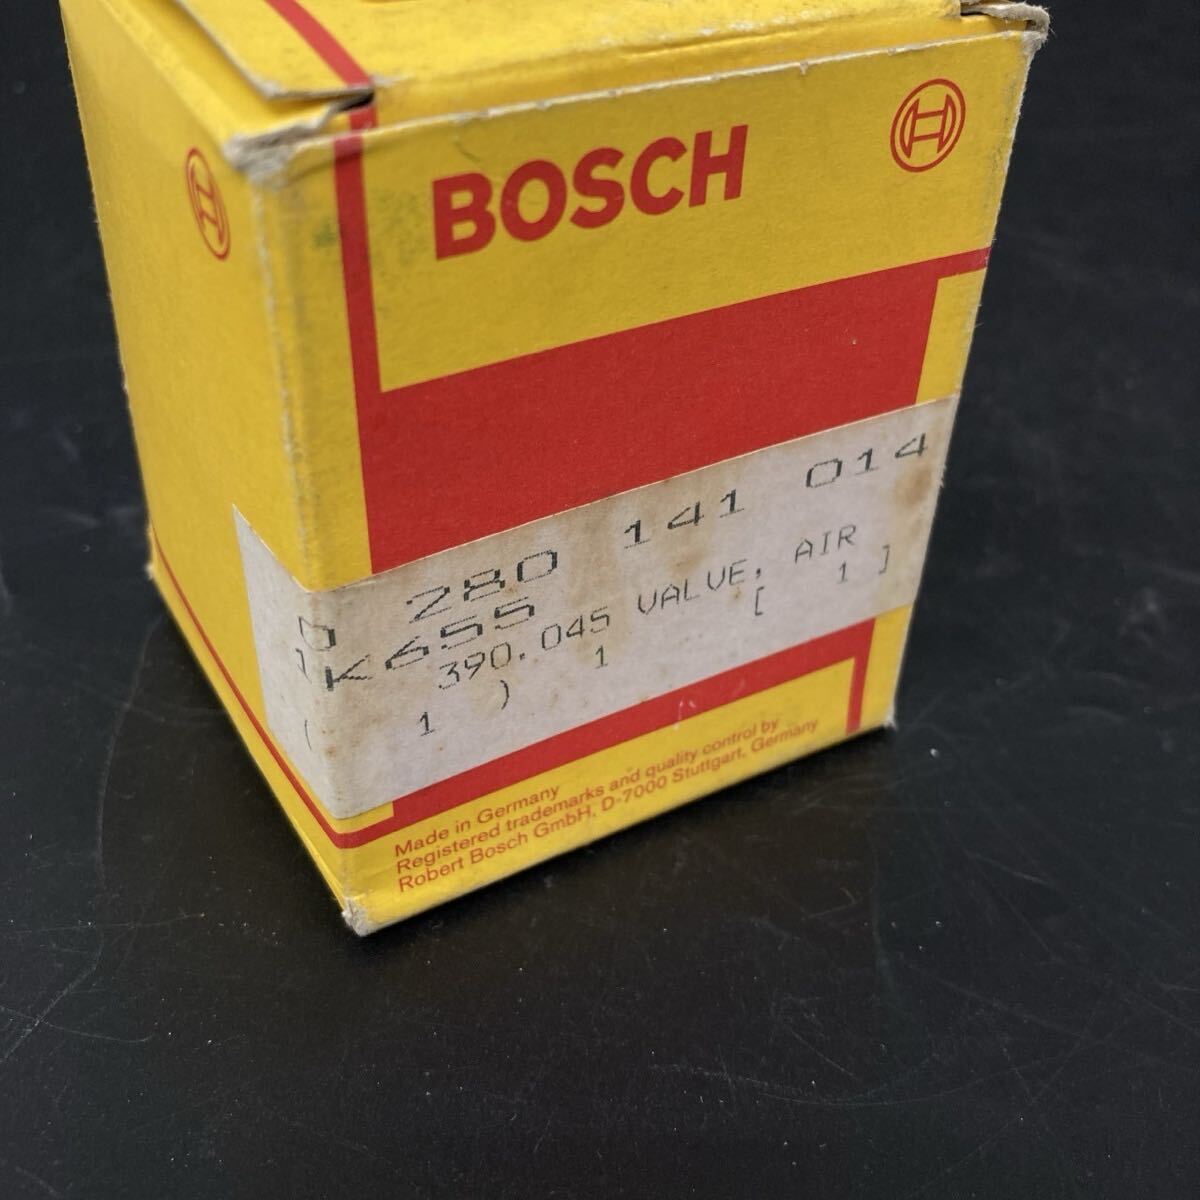 BOSCH
0 280 141 014
1K655
390.045 VALVE, AIR
( 1 ) 1 [ 1 ]
Made in Germany
Registered trademarks and quality control by
Robert Bosch GmbH, D-7000 Stuttgart, Germany